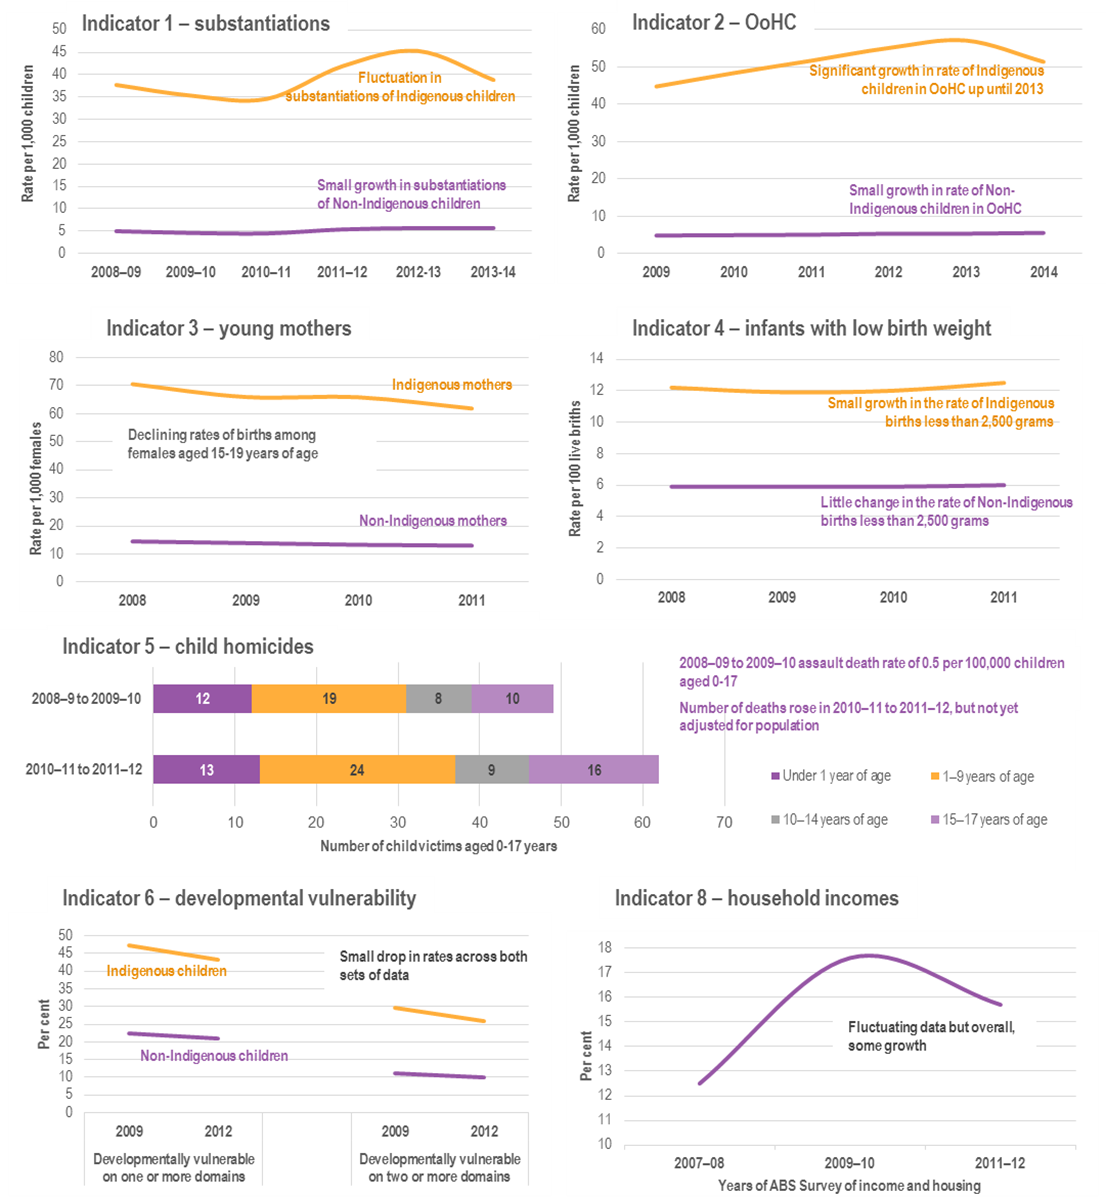 Indicator 1 – substantiations
Rate per 1,000 children
50
45
40
35
30
25
20
15
10
5
0
Fluctuation in
substantiations of Indigenous children
Small growth in substantiations
of Non-Indigenous children
2008–09 2009–10 2010–11 2011–12 2012-13 2013-14
Indicator 2 – OoHC
Rate per 1,000 children
60
50
40
30
20
10
0
Significant growth in rate of Indigenous
children in OoHC up until 2013
Small growth in rate of Non-
Indigenous children in OoHC
2009 2010 2011 2012 2013 2014
Indicator 3 – young mothers
Rate per 1,000 females
80
70
60
50
40
30
20
10
0
Indigenous mothers
Declining rates of births among
females aged 15-19 years of age
Non-Indigenous mothers
2008 2009 2010 2011
Indicator 4 – infants with low birth weight
Rate per 100 live briths
14
12
10
8
6
4
2
0
Small growth in the rate of Indigenous
births less than 2,500 grams
Little change in the rate of Non-Indigenous
births less than 2,500 grams
2008 2009 2010 2011
Indicator 5 – child homicides
2008–9 to 2009–10 12 19 8 10
2010–11 to 2011–12 13 24 9 16
0 10 20 30 40 50 60 70
Number of child victims aged 0-17 years
2008–09 to 2009–10 assault death rate of 0.5 per 100,000 children
aged 0-17
Number of deaths rose in 2010–11 to 2011–12, but not yet
adjusted for population
Under 1 year of age
1–9 years of age
10–14 years of age
15–17 years of age
Indicator 6 – developmental vulnerability
Per cent
50
45
40
35
30
25
20
15
10
5
0
Indigenous children
Non-Indigenous children
Small drop in rates across both
sets of data
2009 2012 2009 2012
Developmentally vulnerable
on one or more domains
Developmentally vulnerable
on two or more domains
Indicator 8 – household incomes
Per cent
18
17
16
15
14
13
12
11
10
Fluctuating data but overall,
some growth
2007–08 2009–10 2011–12
Years of ABS Survey of income and housing